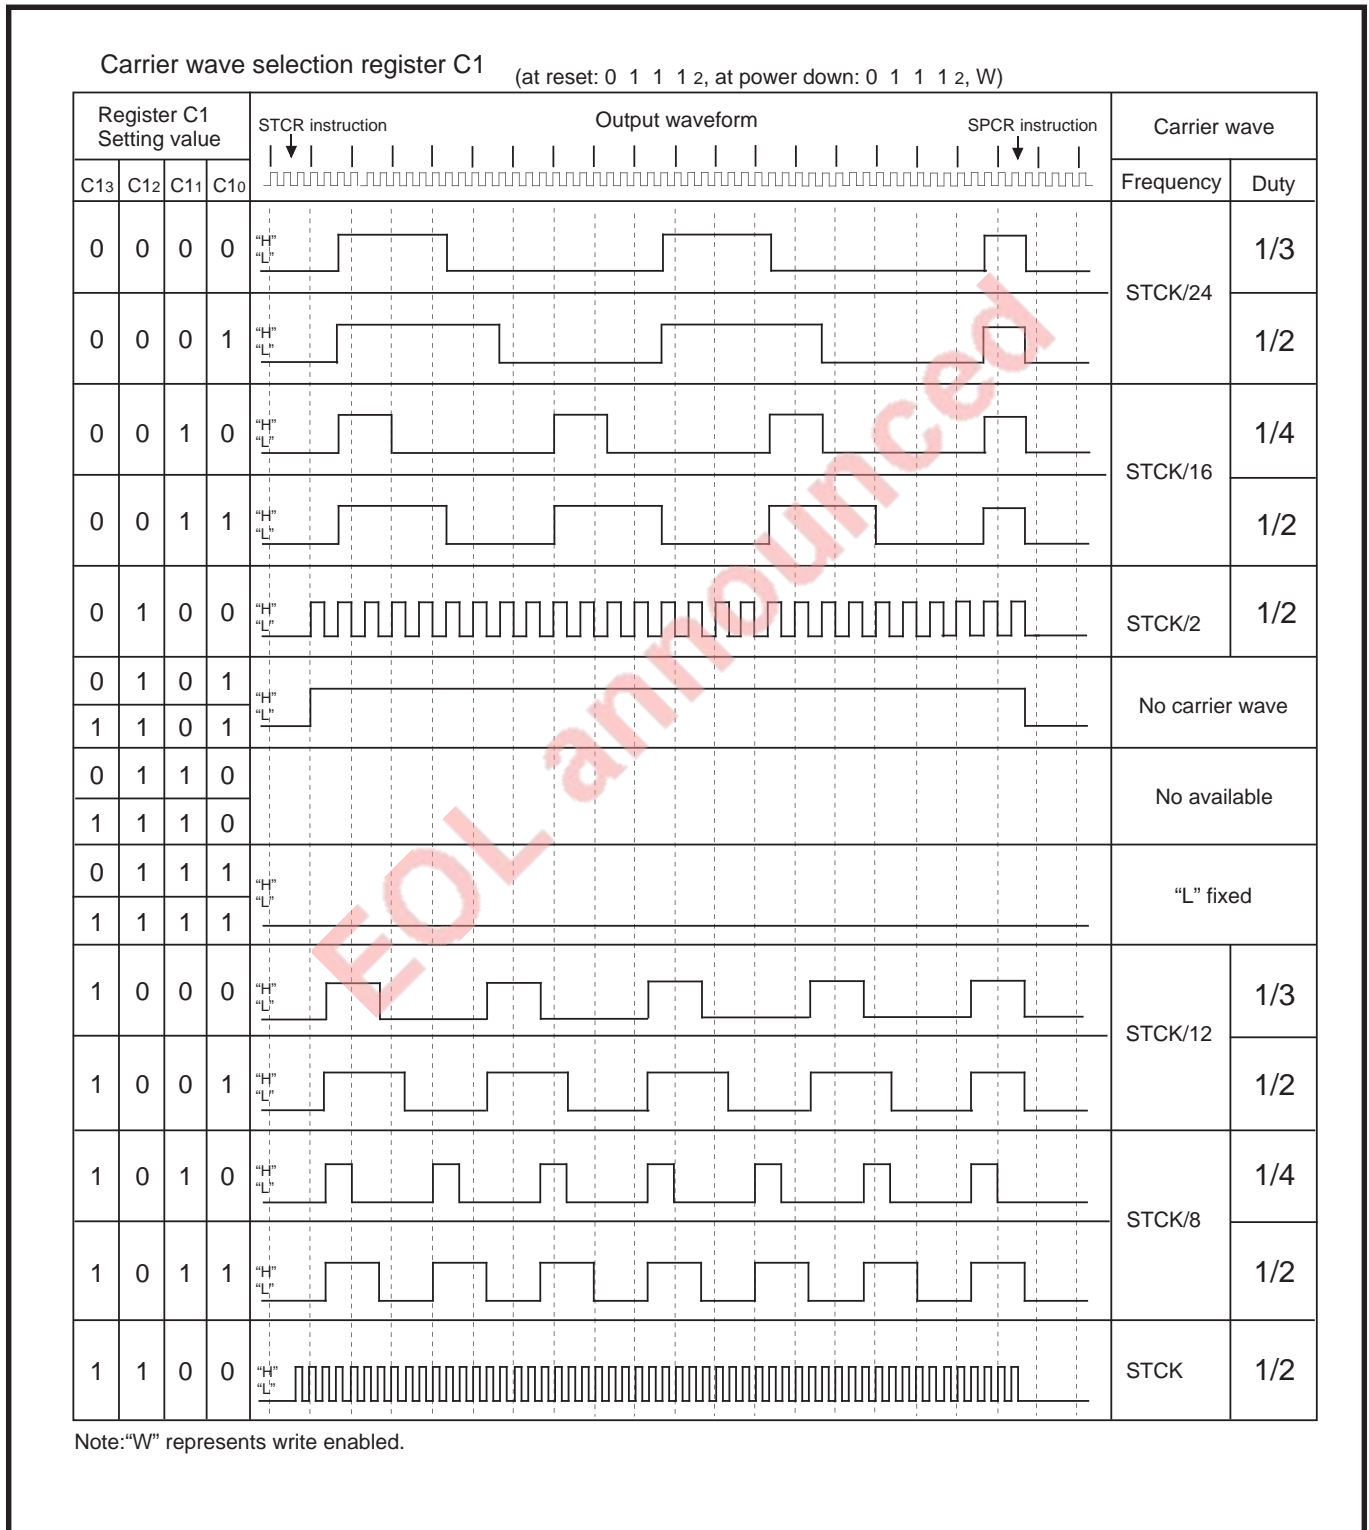 Carrier wave selection register C1 (at reset: 0 1 1 1 2, at power down: 0 1 1 1 2, W)
Register C1 Setting value
STCR instruction
Output waveform
SPCR instruction
Carrier wave
C13 C12 C11 C10
Frequency Duty
0 0 0 0 “H” “L” STCK/24 1/3
0 0 0 1 “H” “L” 1/2
0 0 1 0 “H” “L” STCK/16 1/4
0 0 1 1 “H” “L” 1/2
0 1 0 0 “H” “L” STCK/2 1/2
0 1 0 1 “H” “L” No carrier wave
1 1 0 1
0 1 1 0 No available
1 1 1 0
0 1 1 1 “H” “L” “L” fixed
1 1 1 1
1 0 0 0 “H” “L” STCK/12 1/3
1 0 0 1 “H” “L” 1/2
1 0 1 0 “H” “L” STCK/8 1/4
1 0 1 1 “H” “L” 1/2
1 1 0 0 “H” “L” STCK 1/2
EOL announced
Note:“W” represents write enabled.